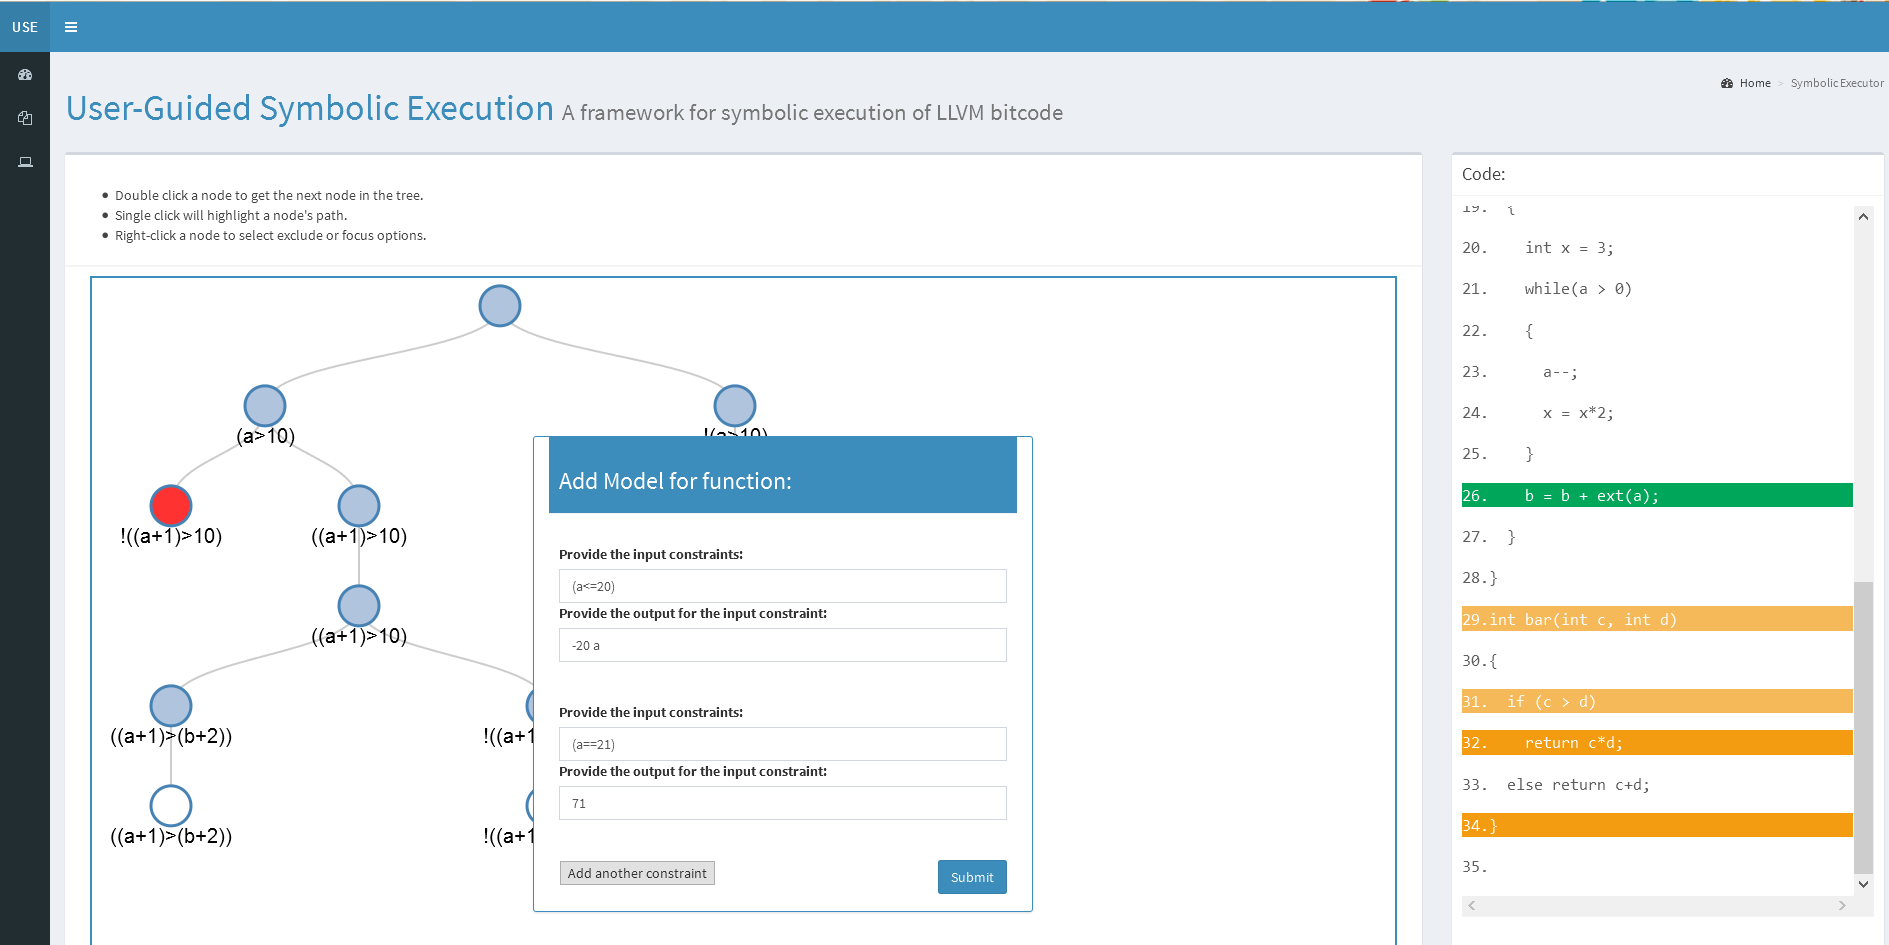 USE
Home > Symbolic Executor
User-Guided Symbolic Execution A framework for symbolic execution of LLVM bitcode
Double click a node to get the next node in the tree.
Single click will highlight a node's path.
Right-click a node to select exclude or focus options.
(a>10)
!(a>10)
!((a+1)>10)
((a+1)>10)
((a+1)>10)
((a+1)>(b+2))
!((a+1
((a+1)>(b+2))
!((a+1
Add Model for function:
Provide the input constraints:
(a<=20)
Provide the output for the input constraint:
-20 a
Provide the input constraints:
(a==21)
Provide the output for the input constraint:
71
Add another constraint
Submit
Code:
19. {
20. int x = 3;
21. while(a > 0)
22. {
23. a--;
24. x = x*2;
25. }
26. b = b + ext(a);
27. }
28.}
29.int bar(int c, int d)
30.{
31. if (c > d)
32. return c*d;
33. else return c+d;
34.}
35.